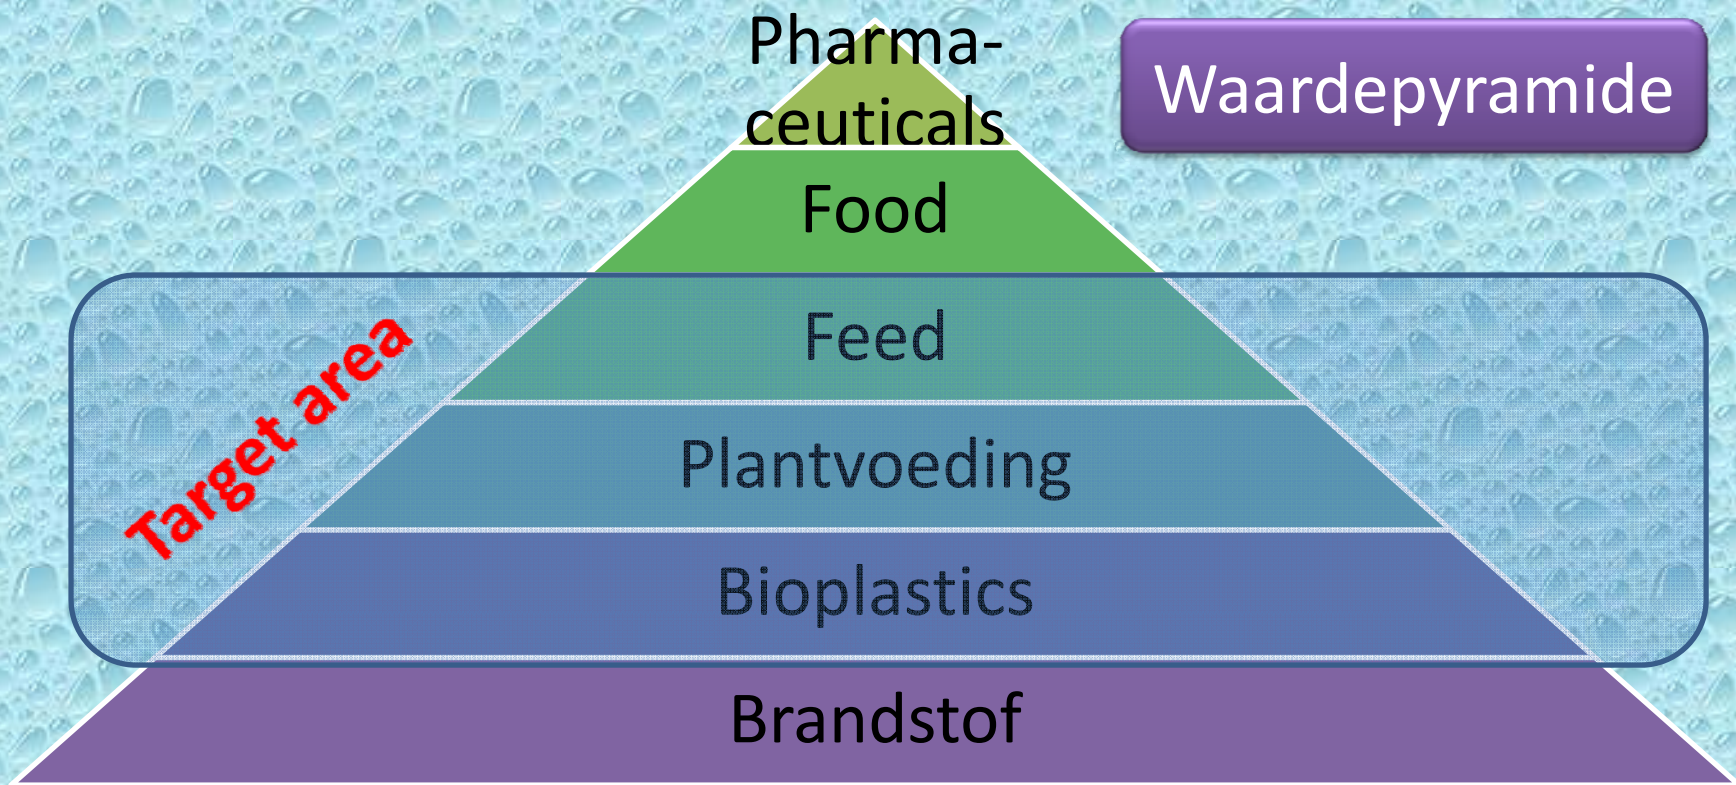 Pharma-
ceuticals
Waardepyramide
Food
Feed
Target area
Plantvoeding
Bioplastics
Brandstof